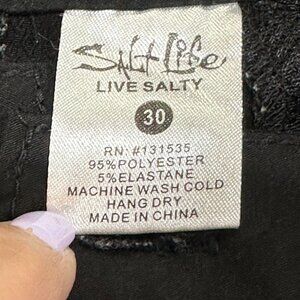 Salt Life
LIVE SALTY
30
RN: #131535
95%POLYESTER
5%ELASTANE
MACHINE WASH COLD
HANG DRY
MADE IN CHINA